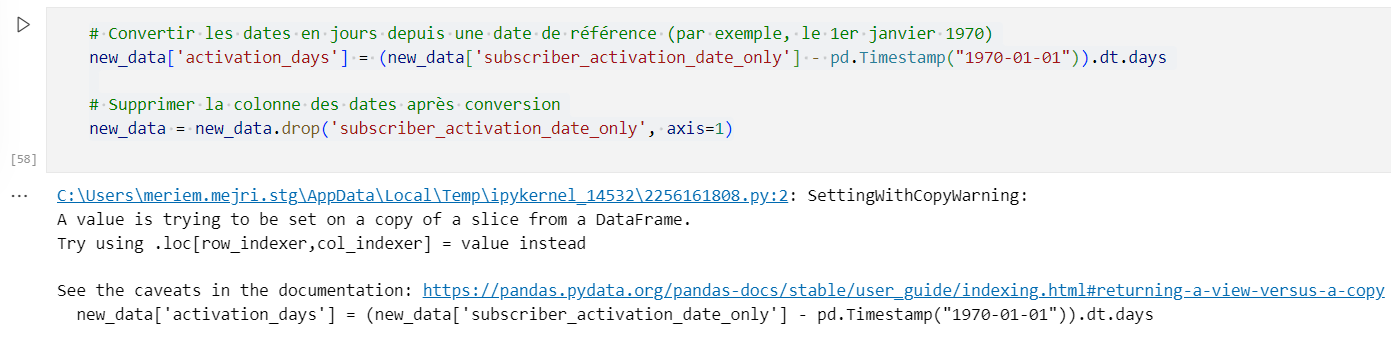 # Convertir les dates en jours depuis une date de référence (par exemple, le 1er janvier 1970)
new_data['activation_days'] = (new_data['subscriber_activation_date_only'] - pd.Timestamp("1970-01-01")).dt.days
# Supprimer la colonne des dates après conversion
new_data = new_data.drop('subscriber_activation_date_only', axis=1)
[58]
... C:\Users\meriem.mejri.stg\AppData\Local\Temp\ipykernel_14532\2256161808.py:2: SettingWithCopyWarning:
A value is trying to be set on a copy of a slice from a DataFrame.
Try using .loc[row_indexer,col_indexer] = value instead
See the caveats in the documentation: https://pandas.pydata.org/pandas-docs/stable/user_guide/indexing.html#returning-a-view-versus-a-copy
new_data['activation_days'] = (new_data['subscriber_activation_date_only'] - pd.Timestamp("1970-01-01")).dt.days